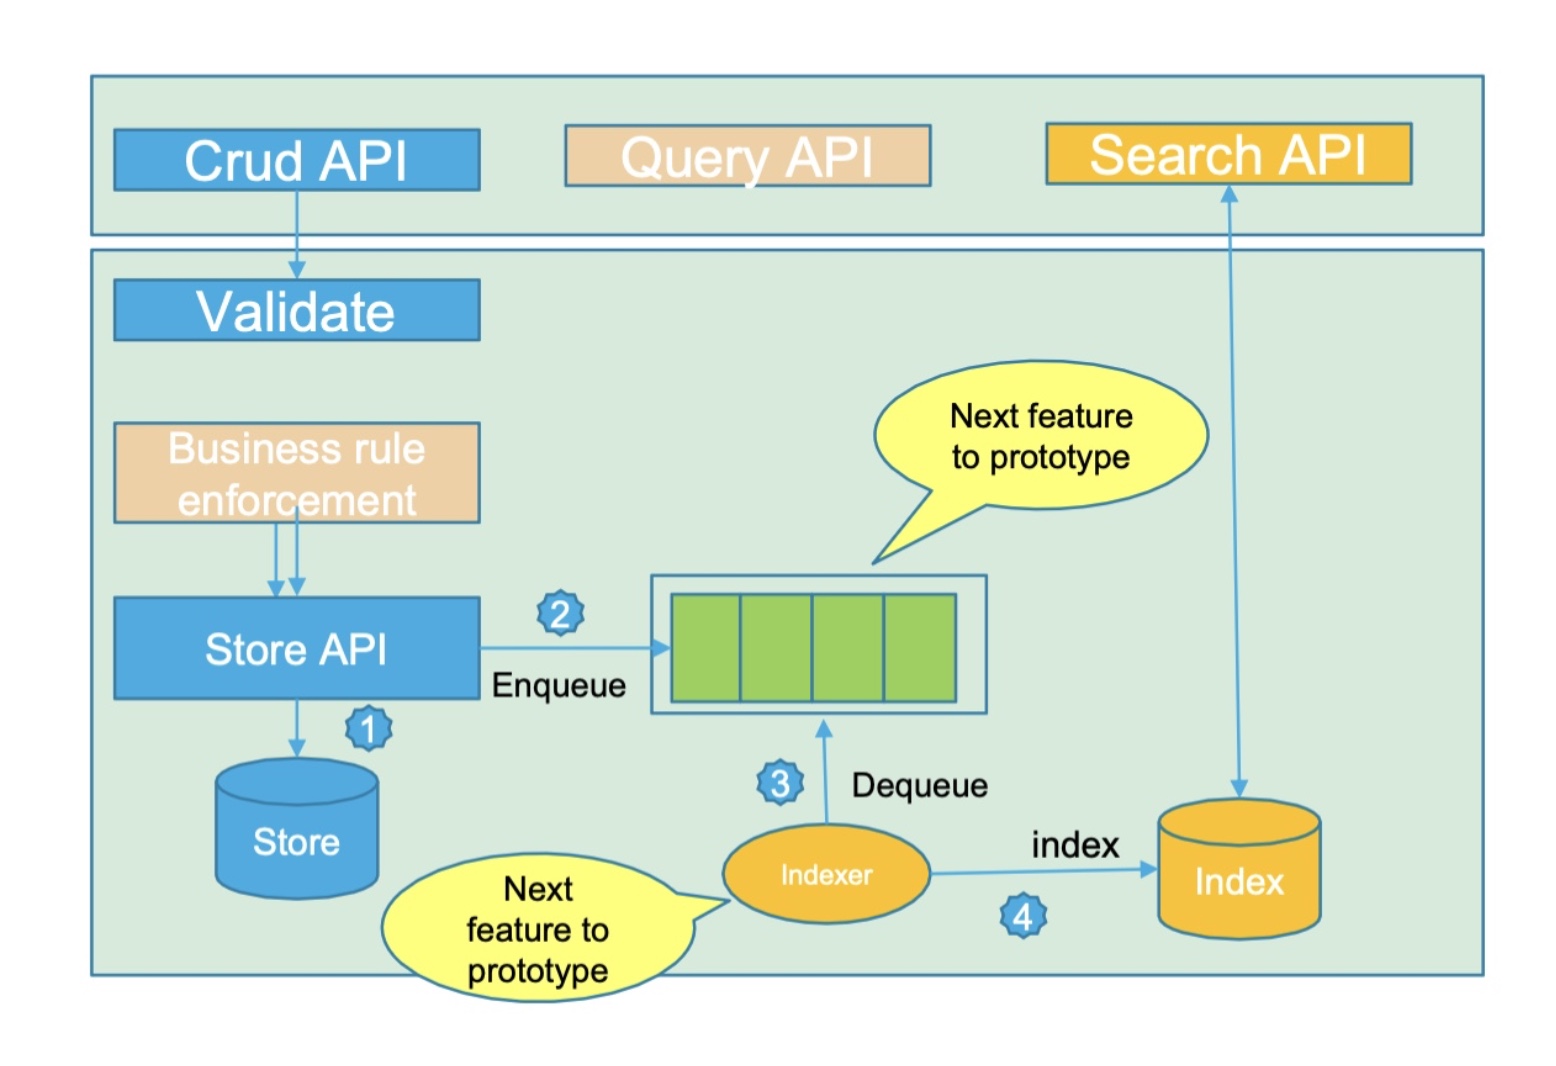 Crud API
Query API
Search API
Validate
Next feature
to prototype
Business rule
enforcement
2
Store API
Enqueue
1
3
Dequeue
Store
Next
feature to
prototype
Indexer
index
4
Index